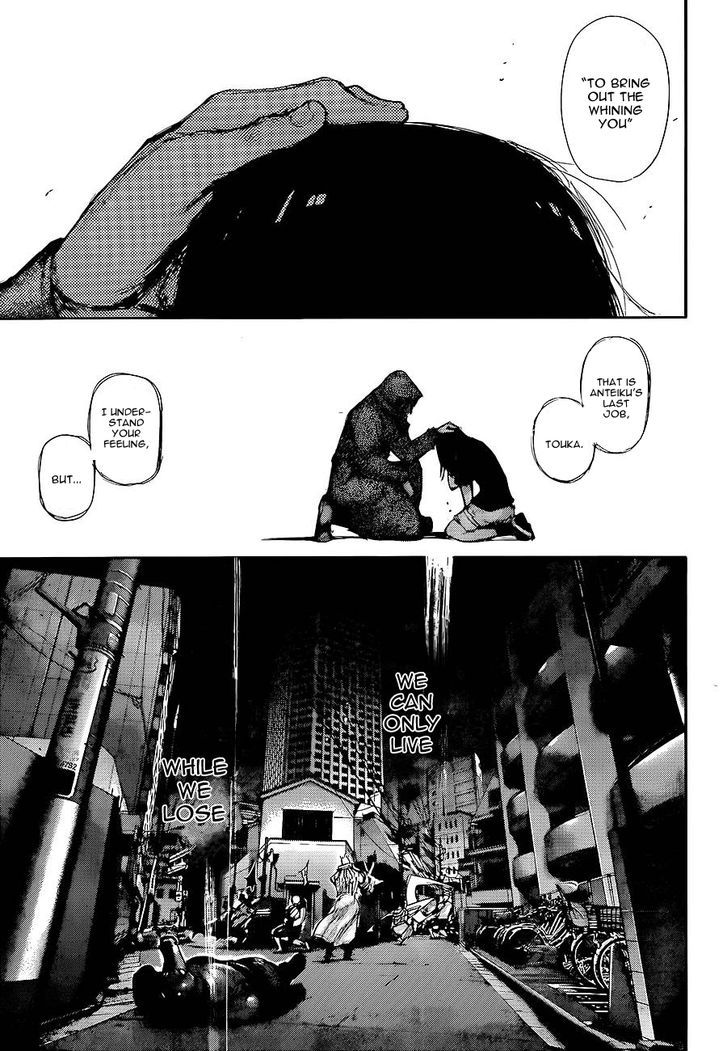 "TO BRING
OUT THE
WHINING
YOU"
THAT IS
ANTEIKU'S
LAST
JOB,
TOUKA.
I UNDER-
STAND
YOUR
FEELING,
BUT...
WE
CAN
ONLY
LIVE
WHILE
WE
LOSE